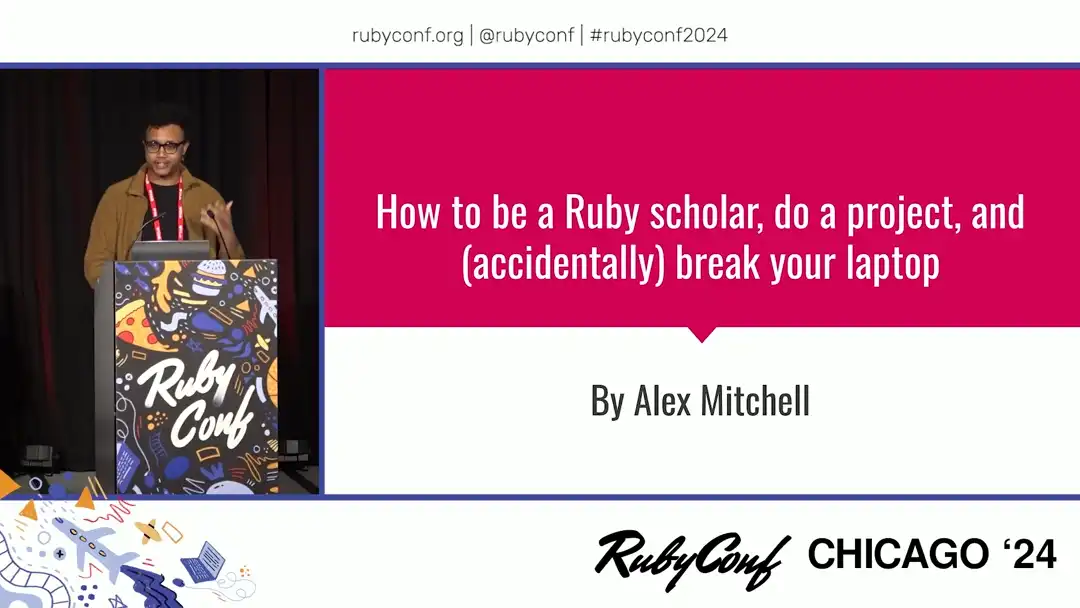 rubyconf.org | @rubyconf | #rubyconf2024
How to be a Ruby scholar, do a project, and
(accidentally) break your laptop
By Alex Mitchell
Ruby
Conf
RubyConf CHICAGO ‘24